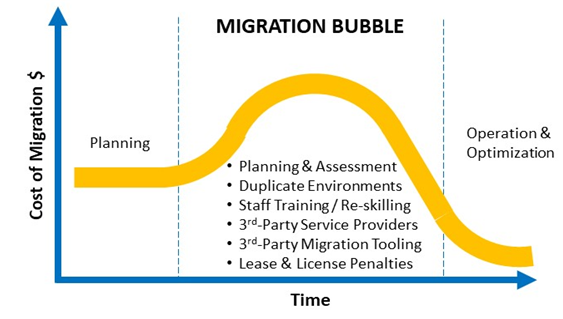 MIGRATION BUBBLE
Cost of Migration $
Planning
Operation &
Optimization
• Planning & Assessment
• Duplicate Environments
• Staff Training / Re-skilling
• 3rd-Party Service Providers
• 3rd-Party Migration Tooling
• Lease & License Penalties
Time